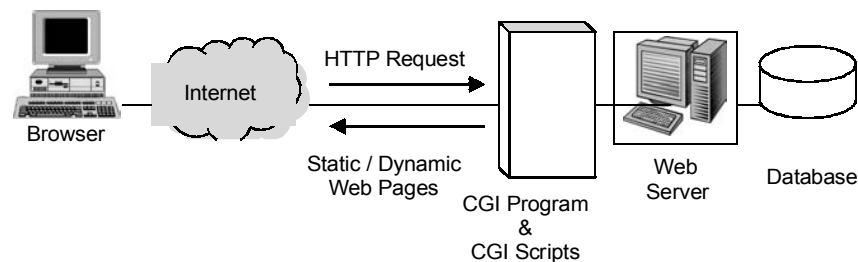 HTTP Request
Internet
Browser
Static / Dynamic
Web Pages
CGI Program
&
CGI Scripts
Web
Server
Database